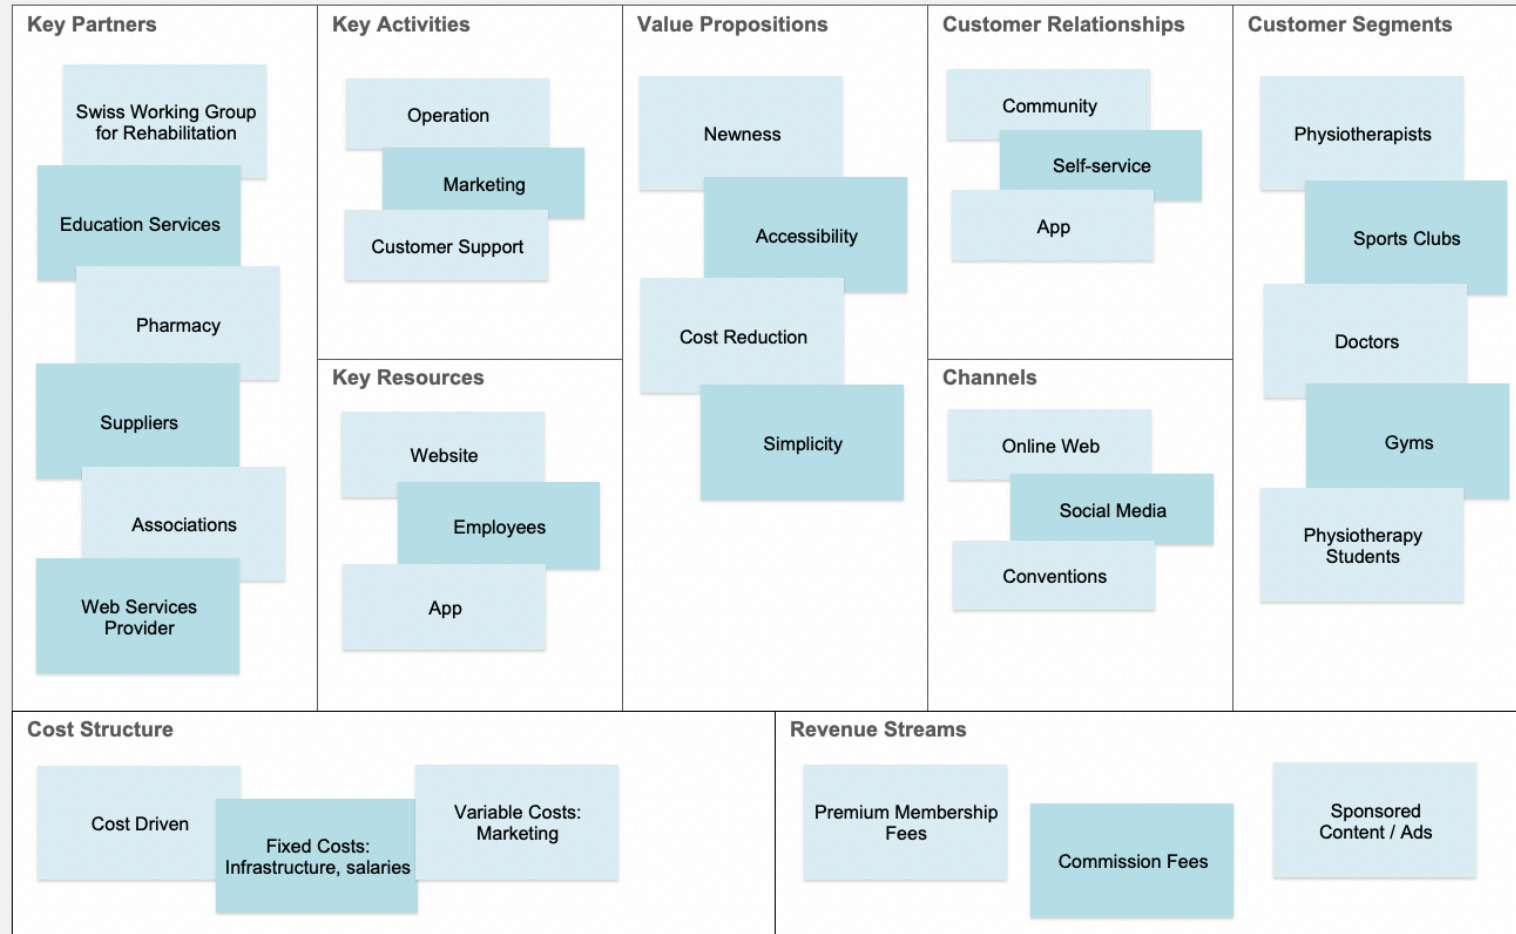 Key Partners
Swiss Working Group
for Rehabilitation
Education Services
Pharmacy
Suppliers
Associations
Web Services
Provider
Key Activities
Operation
Marketing
Customer Support
Key Resources
Website
Employees
App
Value Propositions
Newness
Accessibility
Cost Reduction
Simplicity
Customer Relationships
Community
Self-service
App
Channels
Online Web
Social Media
Conventions
Customer Segments
Physiotherapists
Sports Clubs
Doctors
Gyms
Physiotherapy
Students
Cost Structure
Cost Driven
Fixed Costs:
Infrastructure, salaries
Variable Costs:
Marketing
Revenue Streams
Premium Membership
Fees
Commission Fees
Sponsored
Content / Ads